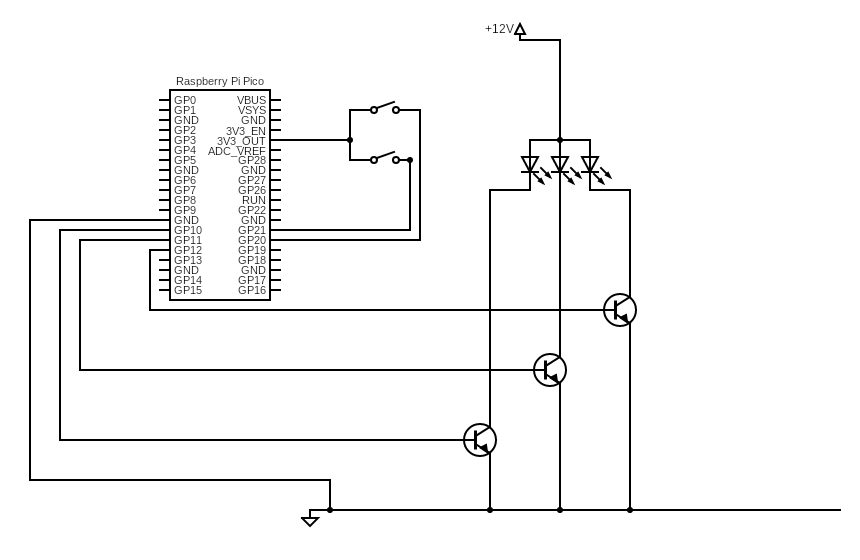 +12V
Raspberry Pi Pico
GP0 VBUS
GP1 VSYS
GND GND
GP2 3V3_EN
GP3 3V3_OUT
GP4 ADC_VREF
GP5 GP28
GND GND
GP6 GP27
GP7 GP26
GP8 RUN
GP9 GP22
GND GND
GP10 GP21
GP11 GP20
GP12 GP19
GP13 GP18
GND GND
GP14 GP17
GP15 GP16